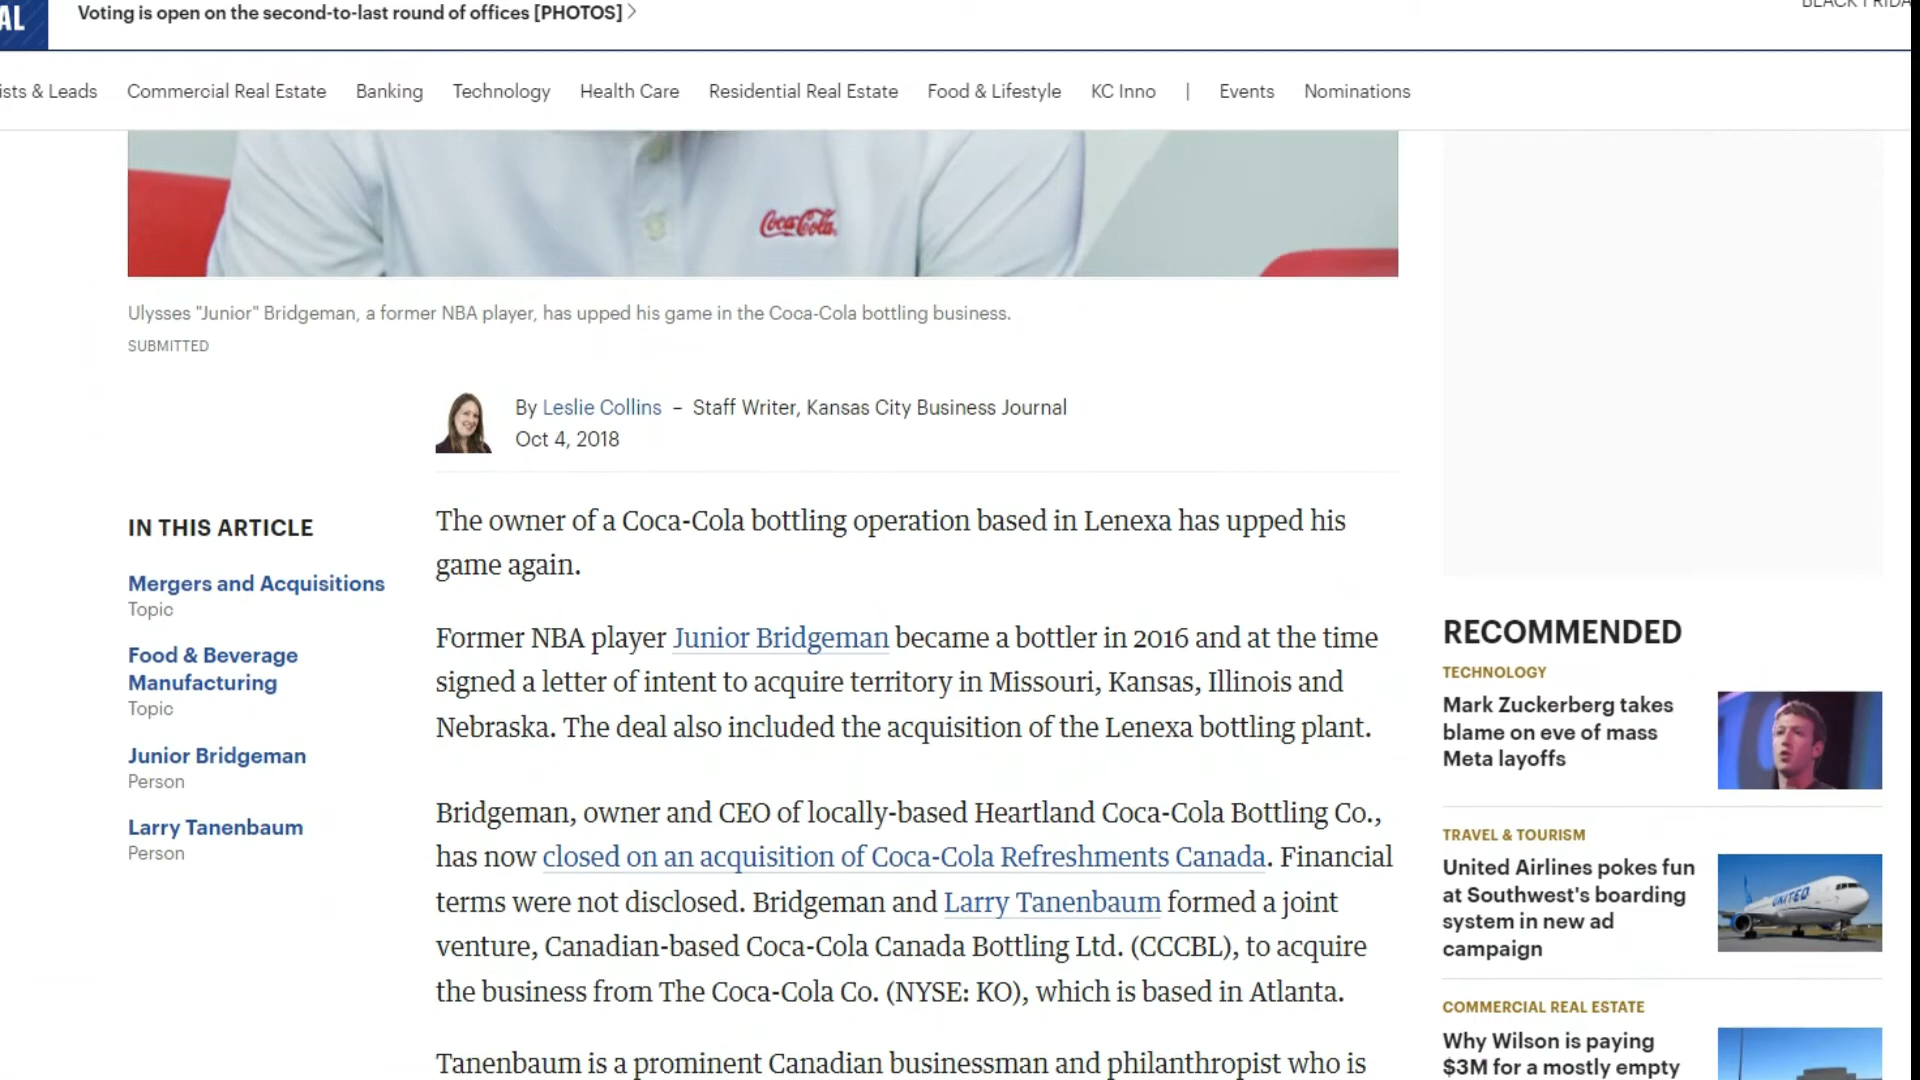 AL
Voting is open on the second-to-last round of offices [PHOTOS] >
ists & Leads Commercial Real Estate Banking Technology Health Care Residential Real Estate Food & Lifestyle KC Inno | Events Nominations
Coca-Cola
Ulysses "Junior" Bridgeman, a former NBA player, has upped his game in the Coca-Cola bottling business.
SUBMITTED
By Leslie Collins – Staff Writer, Kansas City Business Journal
Oct 4, 2018
IN THIS ARTICLE
Mergers and Acquisitions
Topic
Food & Beverage
Manufacturing
Topic
Junior Bridgeman
Person
Larry Tanenbaum
Person
The owner of a Coca-Cola bottling operation based in Lenexa has upped his
game again.
Former NBA player Junior Bridgeman became a bottler in 2016 and at the time
signed a letter of intent to acquire territory in Missouri, Kansas, Illinois and
Nebraska. The deal also included the acquisition of the Lenexa bottling plant.
Bridgeman, owner and CEO of locally-based Heartland Coca-Cola Bottling Co.,
has now closed on an acquisition of Coca-Cola Refreshments Canada. Financial
terms were not disclosed. Bridgeman and Larry Tanenbaum formed a joint
venture, Canadian-based Coca-Cola Canada Bottling Ltd. (CCCBL), to acquire
the business from The Coca-Cola Co. (NYSE: KO), which is based in Atlanta.
Tanenbaum is a prominent Canadian businessman and philanthropist who is
RECOMMENDED
TECHNOLOGY
Mark Zuckerberg takes
blame on eve of mass
Meta layoffs
TRAVEL & TOURISM
United Airlines pokes fun
at Southwest's boarding
system in new ad
campaign
UNITED
COMMERCIAL REAL ESTATE
Why Wilson is paying
$3M for a mostly empty